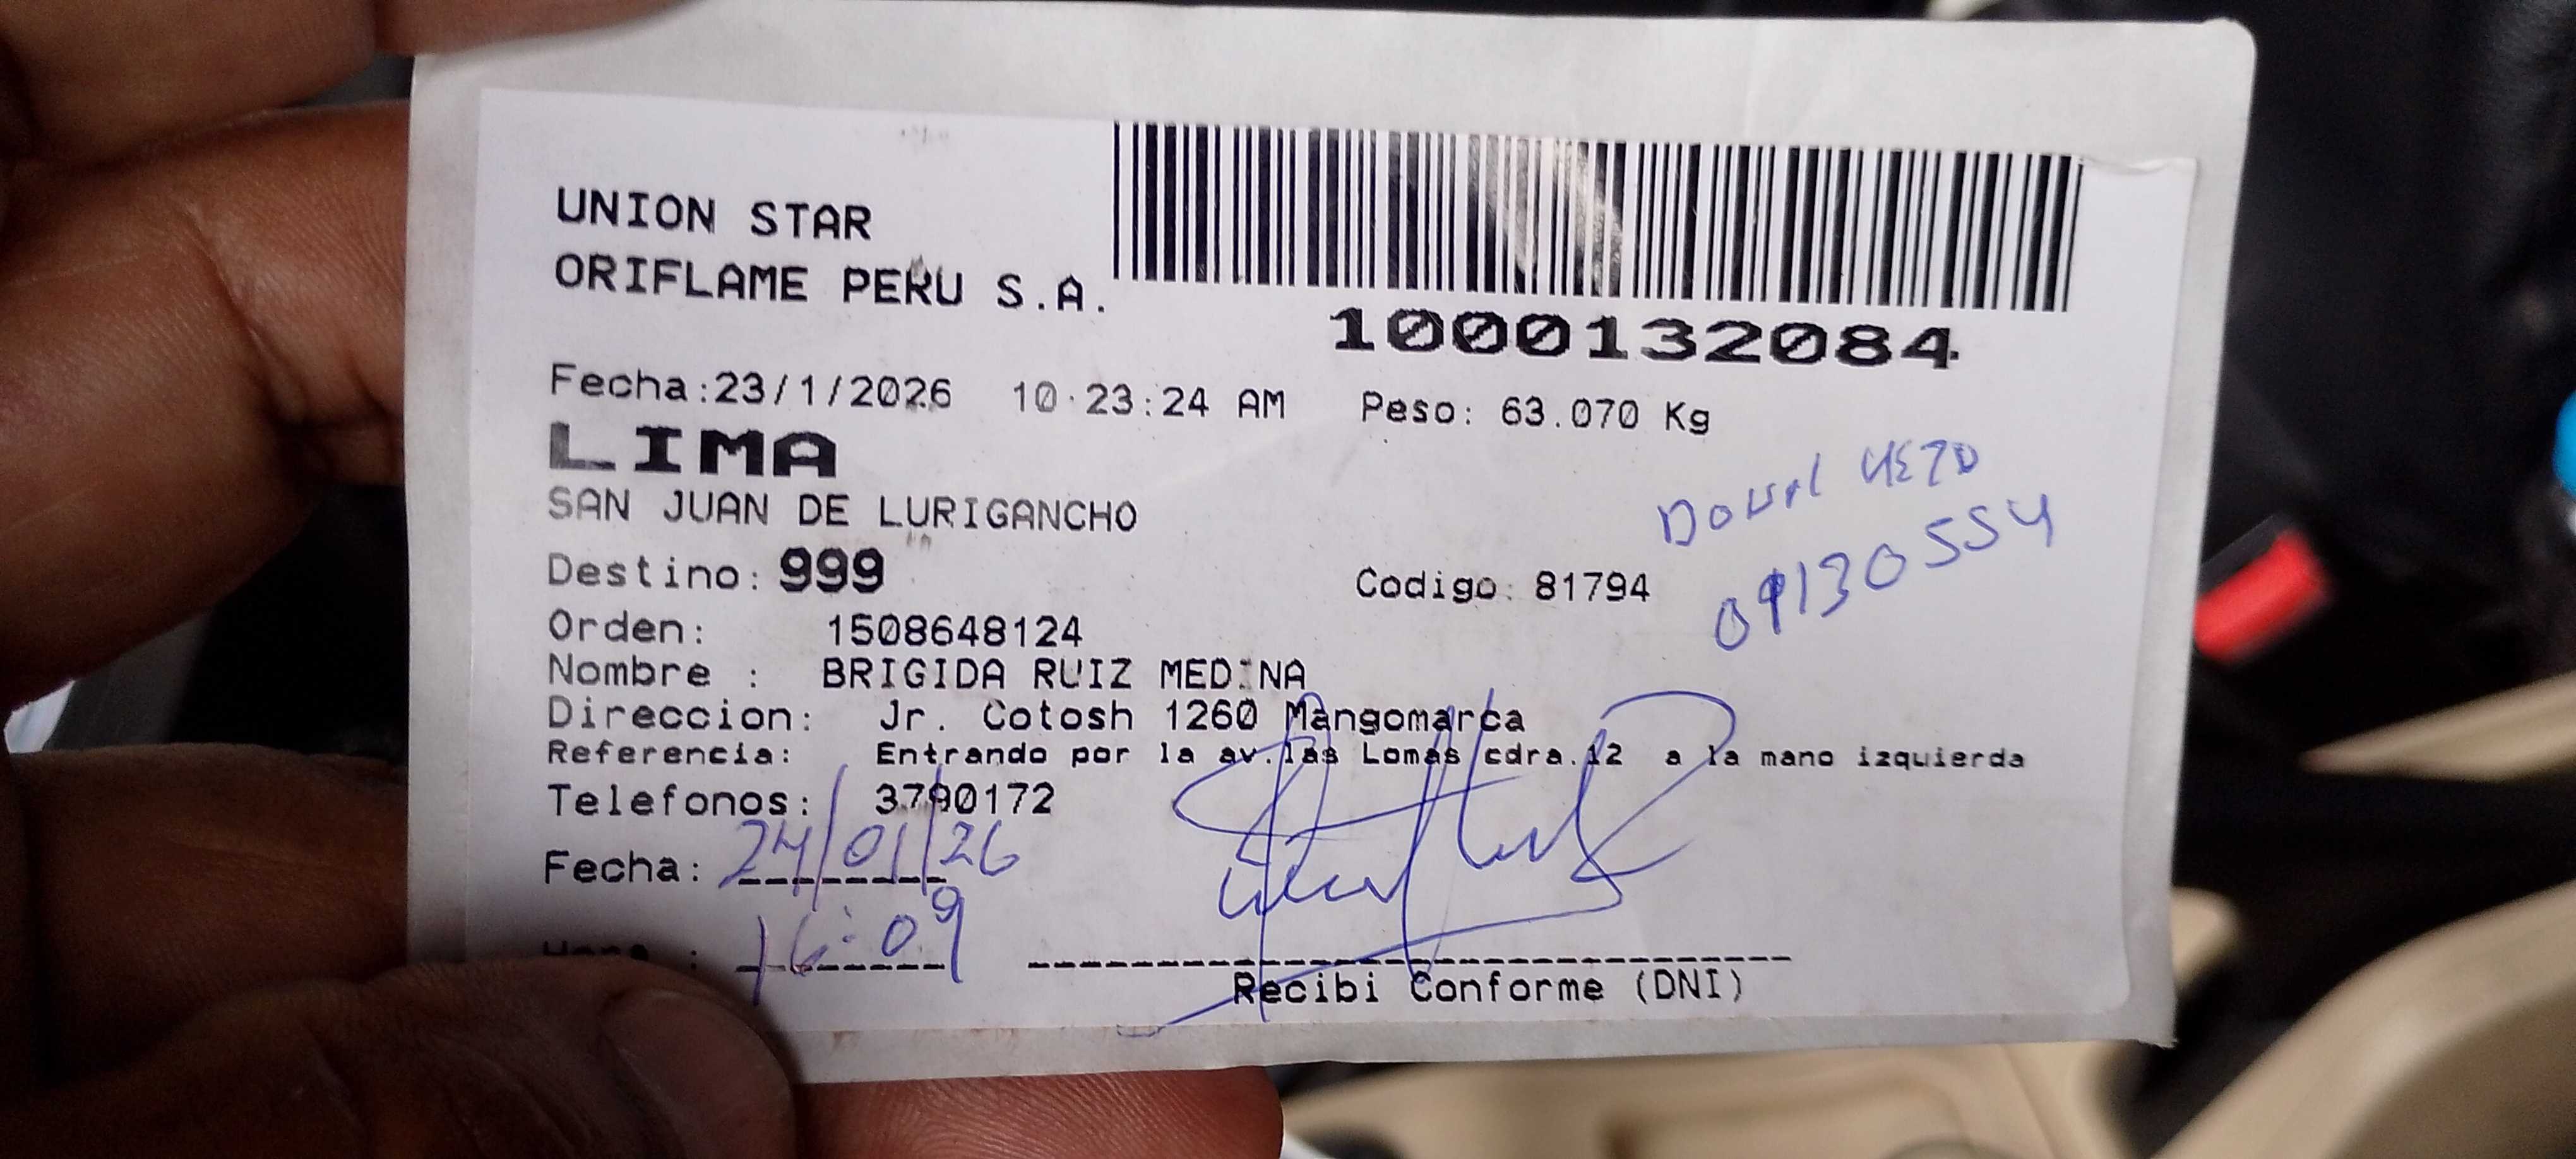 UNION STAR
ORIFLAME PERU S.A.
1000132084
Fecha:23/1/2026 10:23:24 AM Peso: 63.070 Kg
LIMA
SAN JUAN DE LURIGANCHO
Destino: 999 Codigo: 81794
09130554
Orden: 1508648124
Nombre : BRIGIDA RUIZ MEDINA
Direccion: Jr. Cotosh 1260 Mangomarca
Referencia: Entrando por la av.las Lomas cdra.12 a la mano izquierda
Telefonos: 3790172
Fecha: 24/01/26
Hora : 16:09
Recibi Conforme (DNI)